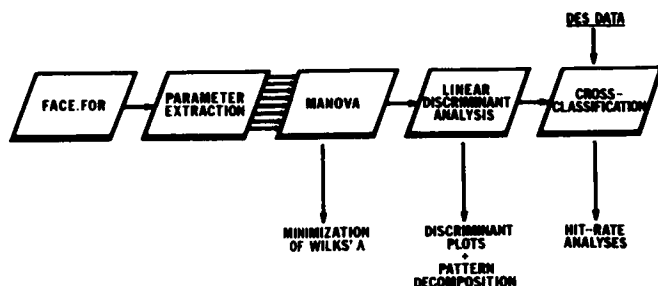 DES DATA
FACE.FOR
PARAMETER
EXTRACTION
MANOVA
LINEAR
DISCRIMINANT
ANALYSIS
CROSS-
CLASSIFICATION
MINIMIZATION
OF WILKS' Λ
DISCRIMINANT
PLOTS
+
PATTERN
DECOMPOSITION
HIT-RATE
ANALYSES